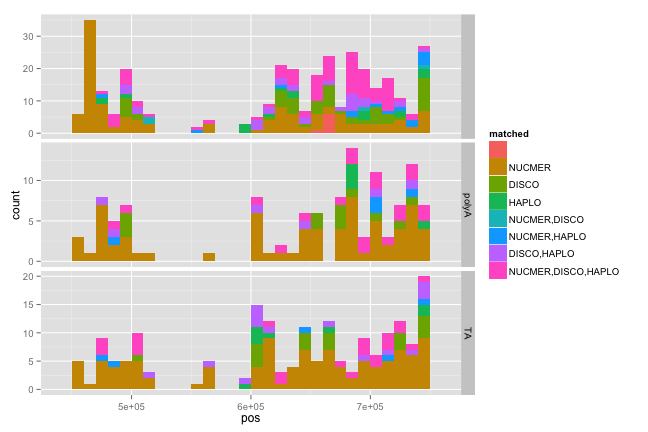 30
20
10
0
10
5
0
polyA
20
15
10
5
0
TA
count
5e+05 6e+05 7e+05
pos
matched
NUCMER
DISCO
HAPLO
NUCMER,DISCO
NUCMER,HAPLO
DISCO,HAPLO
NUCMER,DISCO,HAPLO